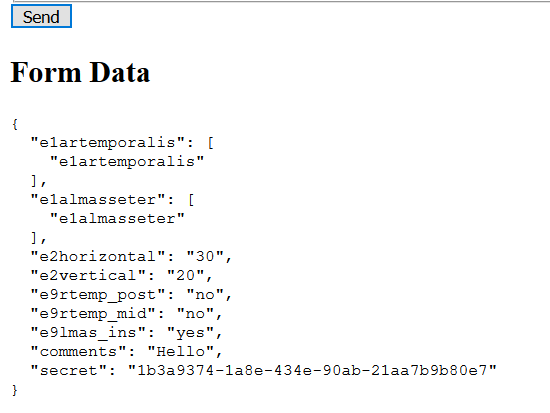 Send
Form Data
{
"e1artemporalis": [
"e1artemporalis"
],
"e1almasseter": [
"e1almasseter"
],
"e2horizontal": "30",
"e2vertical": "20",
"e9rtemp_post": "no",
"e9rtemp_mid": "no",
"e9lmas_ins": "yes",
"comments": "Hello",
"secret": "1b3a9374-1a8e-434e-90ab-21aa7b9b80e7"
}